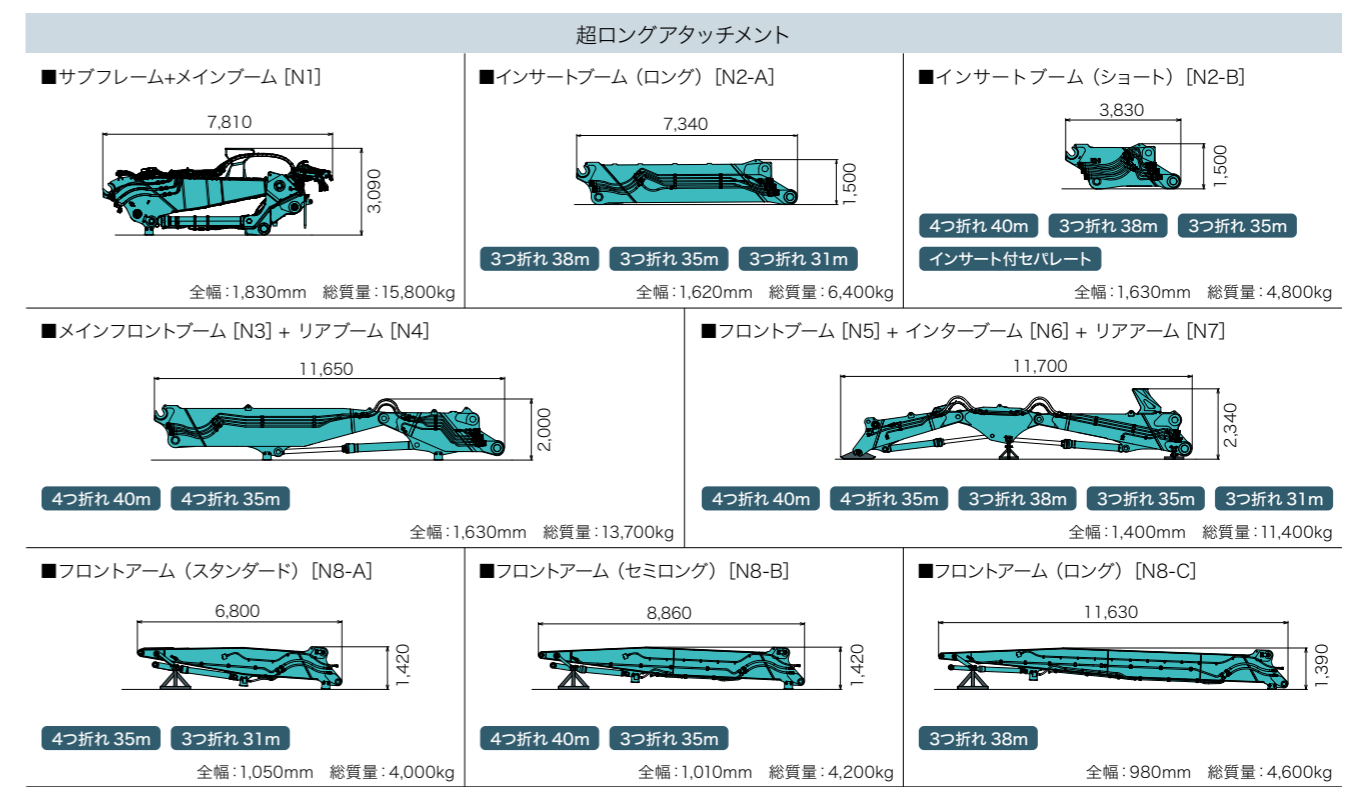 超ロングアタッチメント
■サブフレーム+メインブーム [N1]
7,810
3,090
全幅:1,830mm 総質量:15,800kg
■インサートブーム(ロング)[N2-A]
7,340
1,500
3つ折れ 38m 3つ折れ 35m 3つ折れ 31m
全幅:1,620mm 総質量:6,400kg
■インサートブーム(ショート)[N2-B]
3,830
1,500
4つ折れ 40m 3つ折れ 38m 3つ折れ 35m
インサート付セパレート
全幅:1,630mm 総質量:4,800kg
■メインフロントブーム [N3] + リアブーム [N4]
11,650
2,000
4つ折れ 40m 4つ折れ 35m
全幅:1,630mm 総質量:13,700kg
■フロントブーム [N5] + インターブーム [N6] + リアアーム [N7]
11,700
2,340
4つ折れ 40m 4つ折れ 35m 3つ折れ 38m 3つ折れ 35m 3つ折れ 31m
全幅:1,400mm 総質量:11,400kg
■フロントアーム(スタンダード)[N8-A]
6,800
1,420
4つ折れ 35m 3つ折れ 31m
全幅:1,050mm 総質量:4,000kg
■フロントアーム(セミロング)[N8-B]
8,860
1,420
4つ折れ 40m 3つ折れ 35m
全幅:1,010mm 総質量:4,200kg
■フロントアーム(ロング)[N8-C]
11,630
1,390
3つ折れ 38m
全幅:980mm 総質量:4,600kg